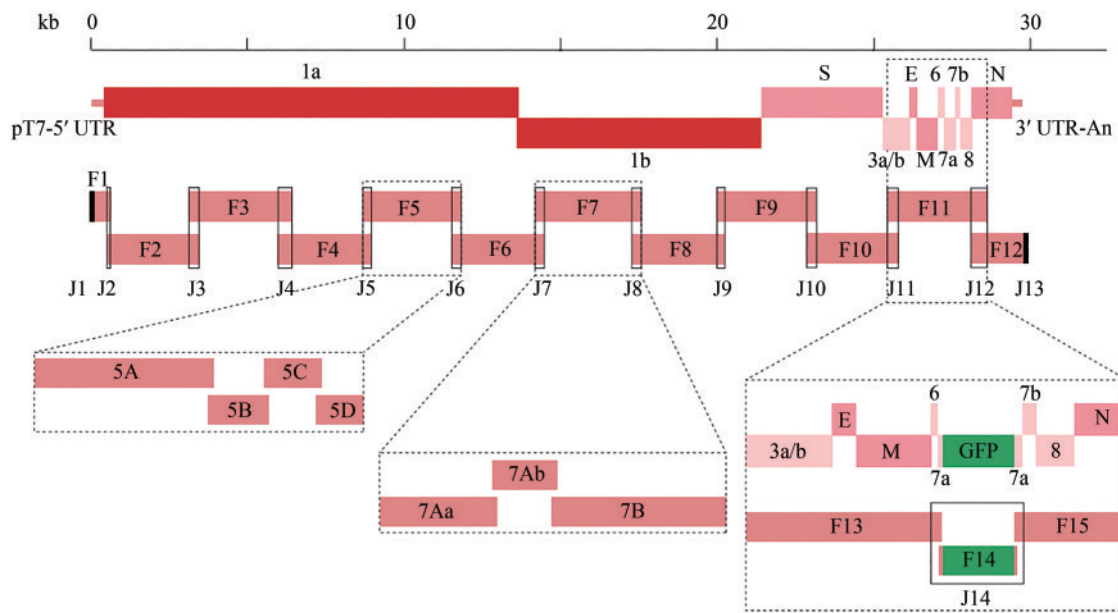 kb 0 10 20 30
1a S E 6 7b N
pT7-5′ UTR 3′ UTR-An
1b 3a/b M 7a 8
F1
F3 F5 F7 F9 F11
F2 F4 F6 F8 F10 F12
J1 J2 J3 J4 J5 J6 J7 J8 J9 J10 J11 J12 J13
5A 5C
5B 5D
7Ab
7Aa 7B
6 7b
E N
3a/b M GFP 8
7a 7a
F13 F15
F14
J14